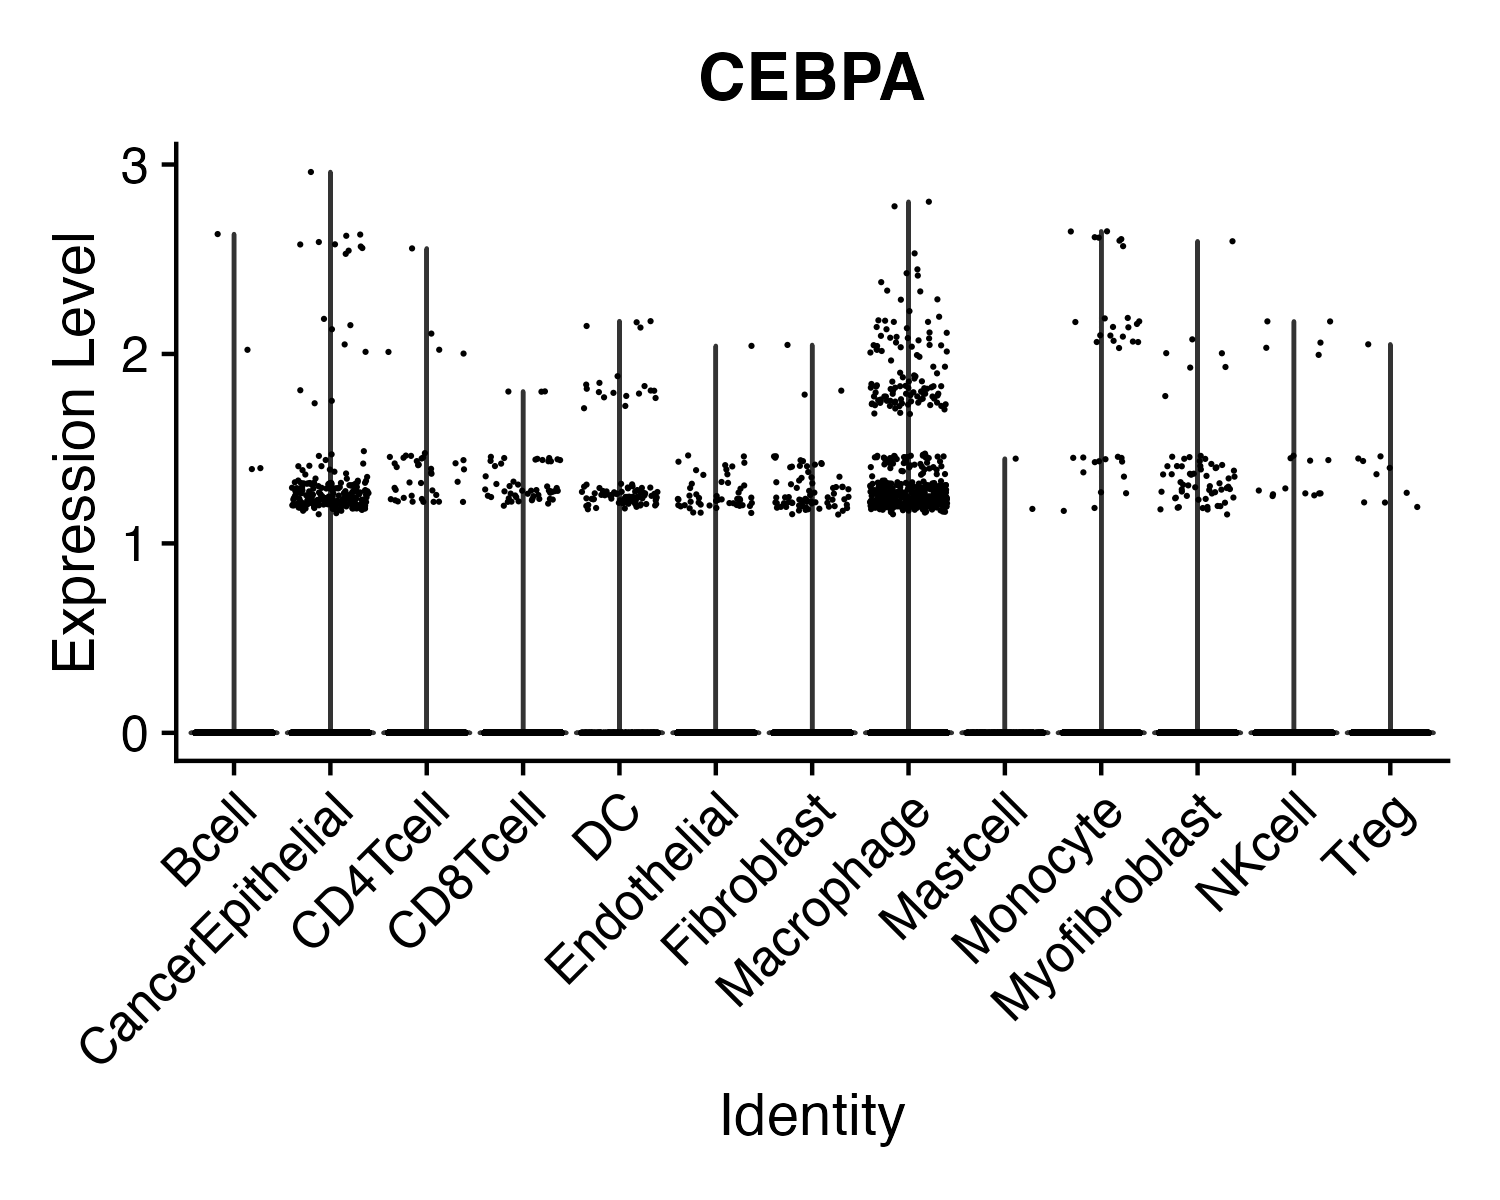 CEBPA
Expression Level
3
2
1
0
Bcell
CancerEpithelial
CD4Tcell
CD8Tcell
DC
Endothelial
Fibroblast
Macrophage
Mastcell
Monocyte
Myofibroblast
NKcell
Treg
Identity